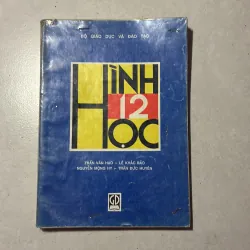 BỘ GIÁO DỤC VÀ ĐÀO TẠO
HÌNH
12
HỌC
TRẦN VĂN HẠO - LÊ KHẮC BẢO
NGUYỄN MỘNG HY - TRẦN ĐỨC HUYÊN
GD